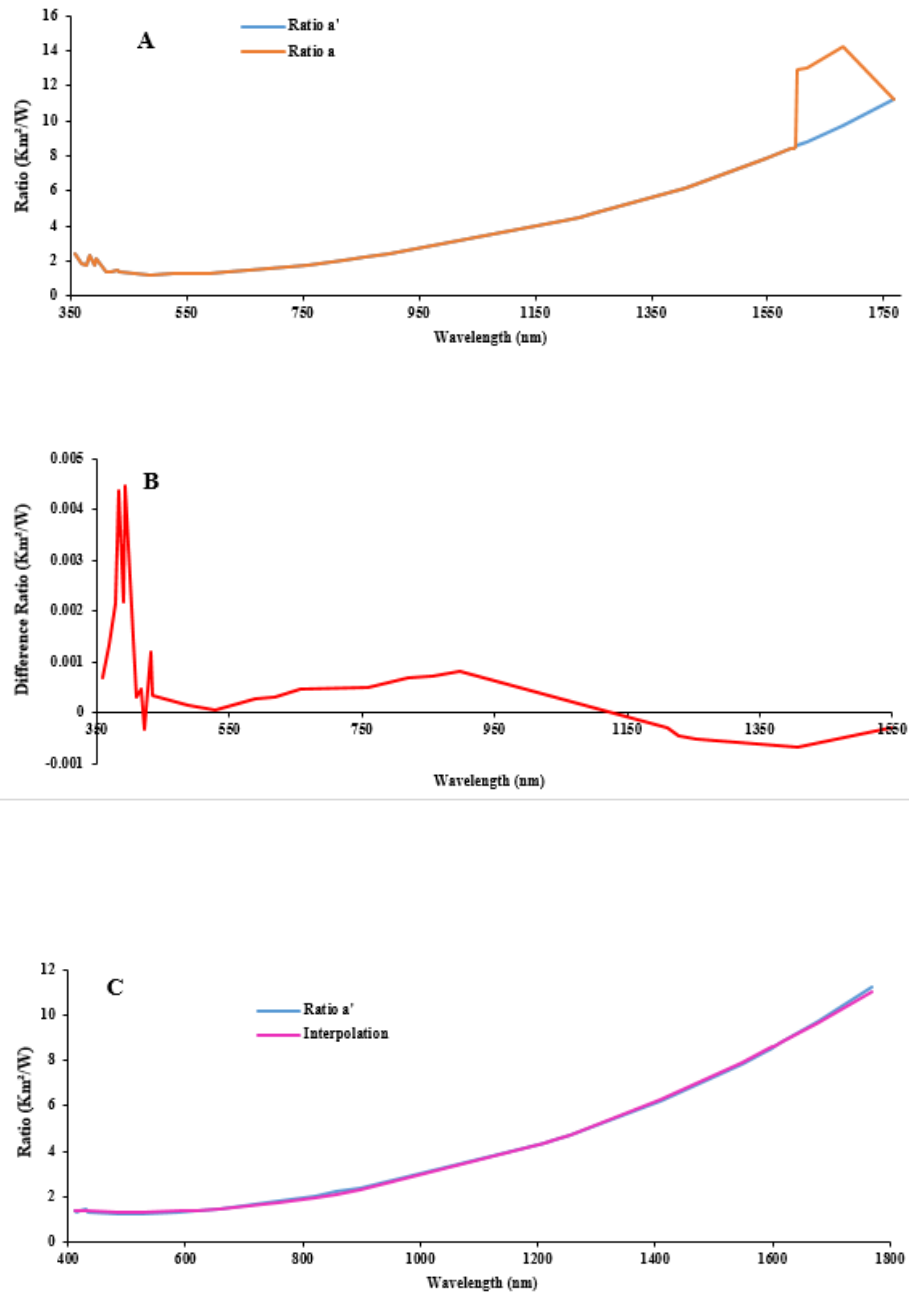 A
Ratio a'
Ratio a
16
14
12
10
8
6
4
2
0
Ratio (Km²/W)
350 550 750 950 1150 1350 1550 1750
Wavelength (nm)
B
0.005
0.004
0.003
0.002
0.001
0
-0.001
Difference Ratio (Km²/W)
350 550 750 950 1150 1350 1550
Wavelength (nm)
C
Ratio a'
Interpolation
12
10
8
6
4
2
0
Ratio (Km²/W)
400 600 800 1000 1200 1400 1600 1800
Wavelength (nm)